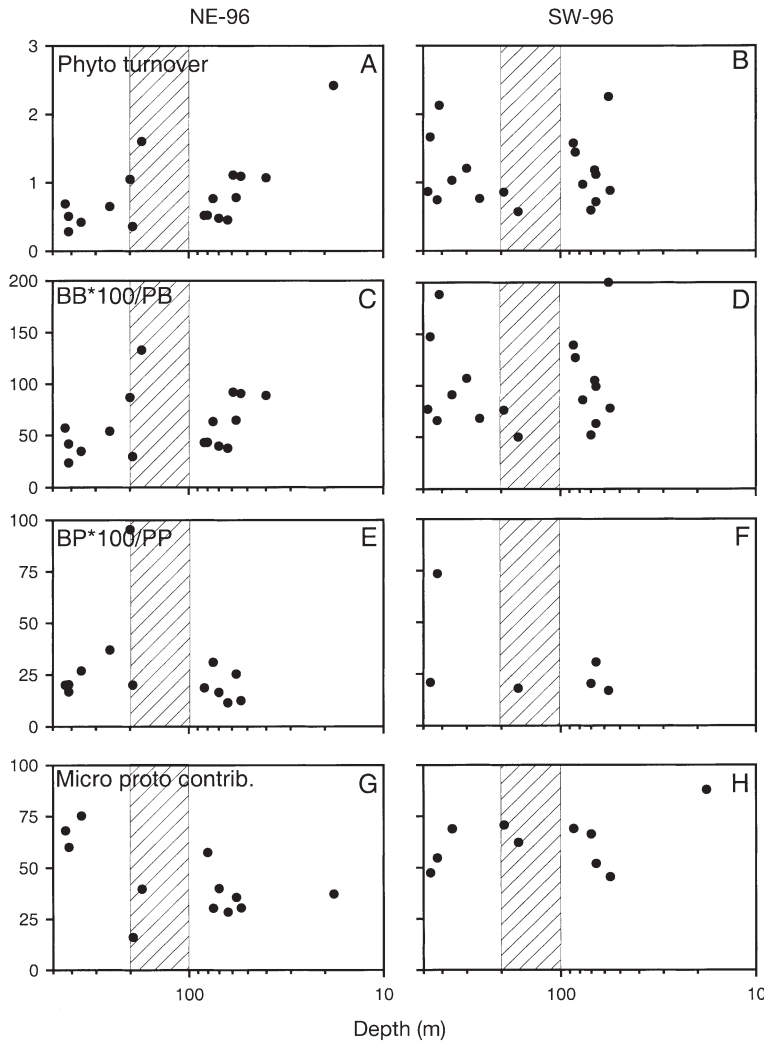 NE-96 SW-96
3 Phyto turnover A B
2
1
0
200 BB*100/PB C D
150
100
50
0
100 BP*100/PP E F
75
50
25
0
100 Micro proto contrib. G H
75
50
25
0
100 10 100 10
Depth (m)